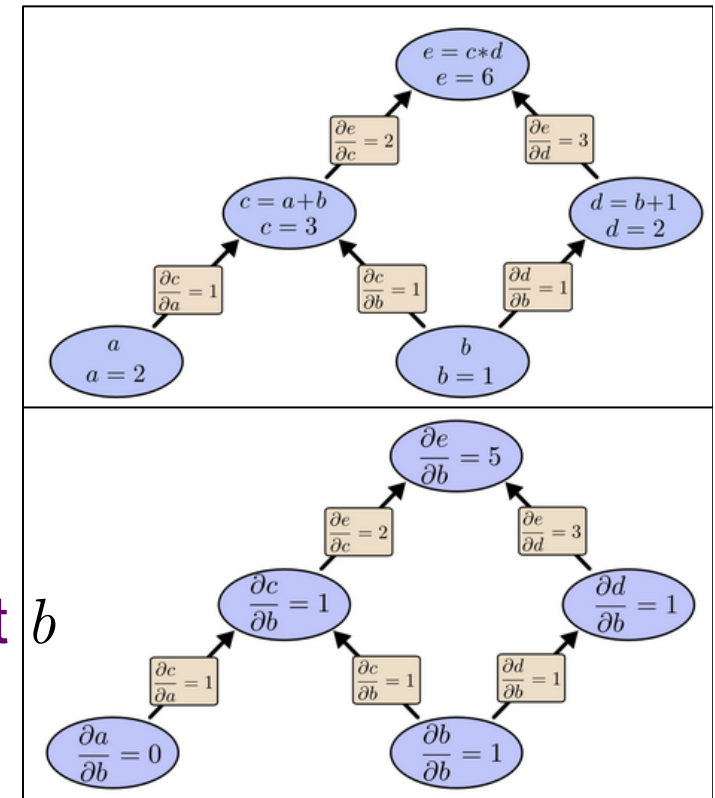 e = c*d
e = 6
∂e/∂c = 2
∂e/∂d = 3
c = a+b
c = 3
d = b+1
d = 2
∂c/∂a = 1
∂c/∂b = 1
∂d/∂b = 1
a
a = 2
b
b = 1
∂e/∂b = 5
∂e/∂c = 2
∂e/∂d = 3
∂c/∂b = 1
∂d/∂b = 1
t b
∂c/∂a = 1
∂c/∂b = 1
∂d/∂b = 1
∂a/∂b = 0
∂b/∂b = 1